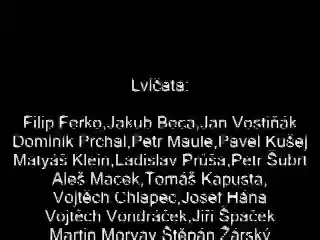 Lvíčata:
Filip Ferko,Jakub Beca,Jan Vostiňák
Dominik Prchal,Petr Maule,Pavel Kušej
Matyáš Klein,Ladislav Průša,Petr Šubrt
Aleš Macek,Tomáš Kapusta,
Vojtěch Chlapec,Josef Hána
Vojtěch Vondráček,Jiří Špaček
Martin Morvay,Štěpán Žárský